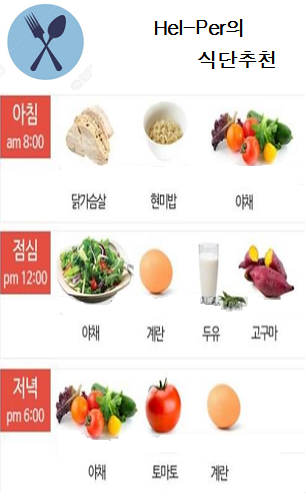 Hel-Per의
식단추천
아침
am 8:00
닭가슴살 현미밥 야채
점심
pm 12:00
야채 계란 두유 고구마
저녁
pm 6:00
야채 토마토 계란